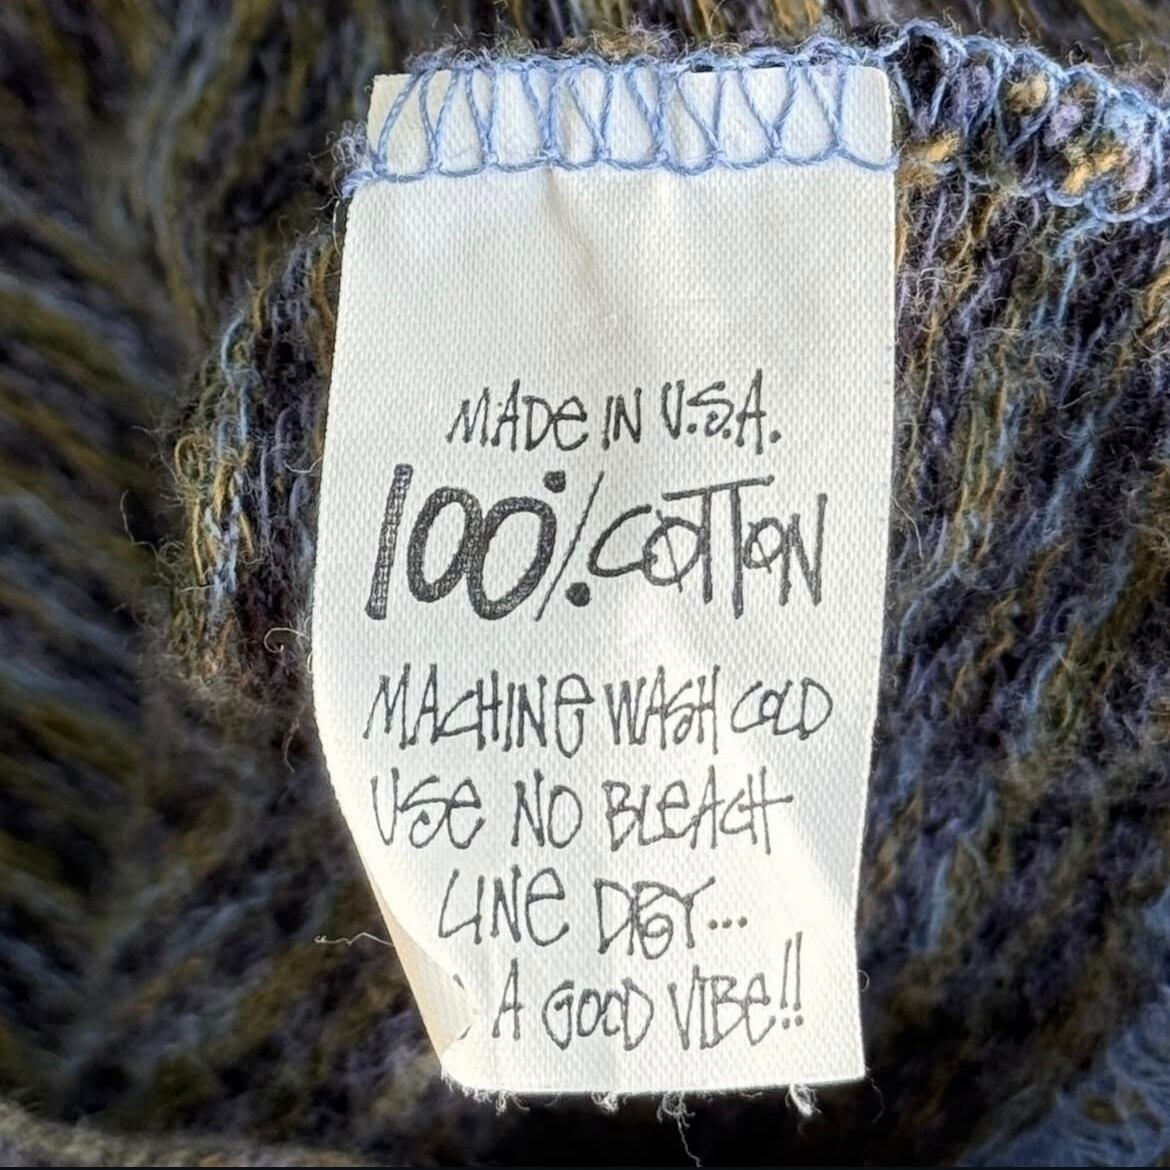 MADE IN U.S.A.
100% COTTON
MACHINE WASH COLD
USE NO BLEACH
LINE DRY...
A GOOD VIBE!!